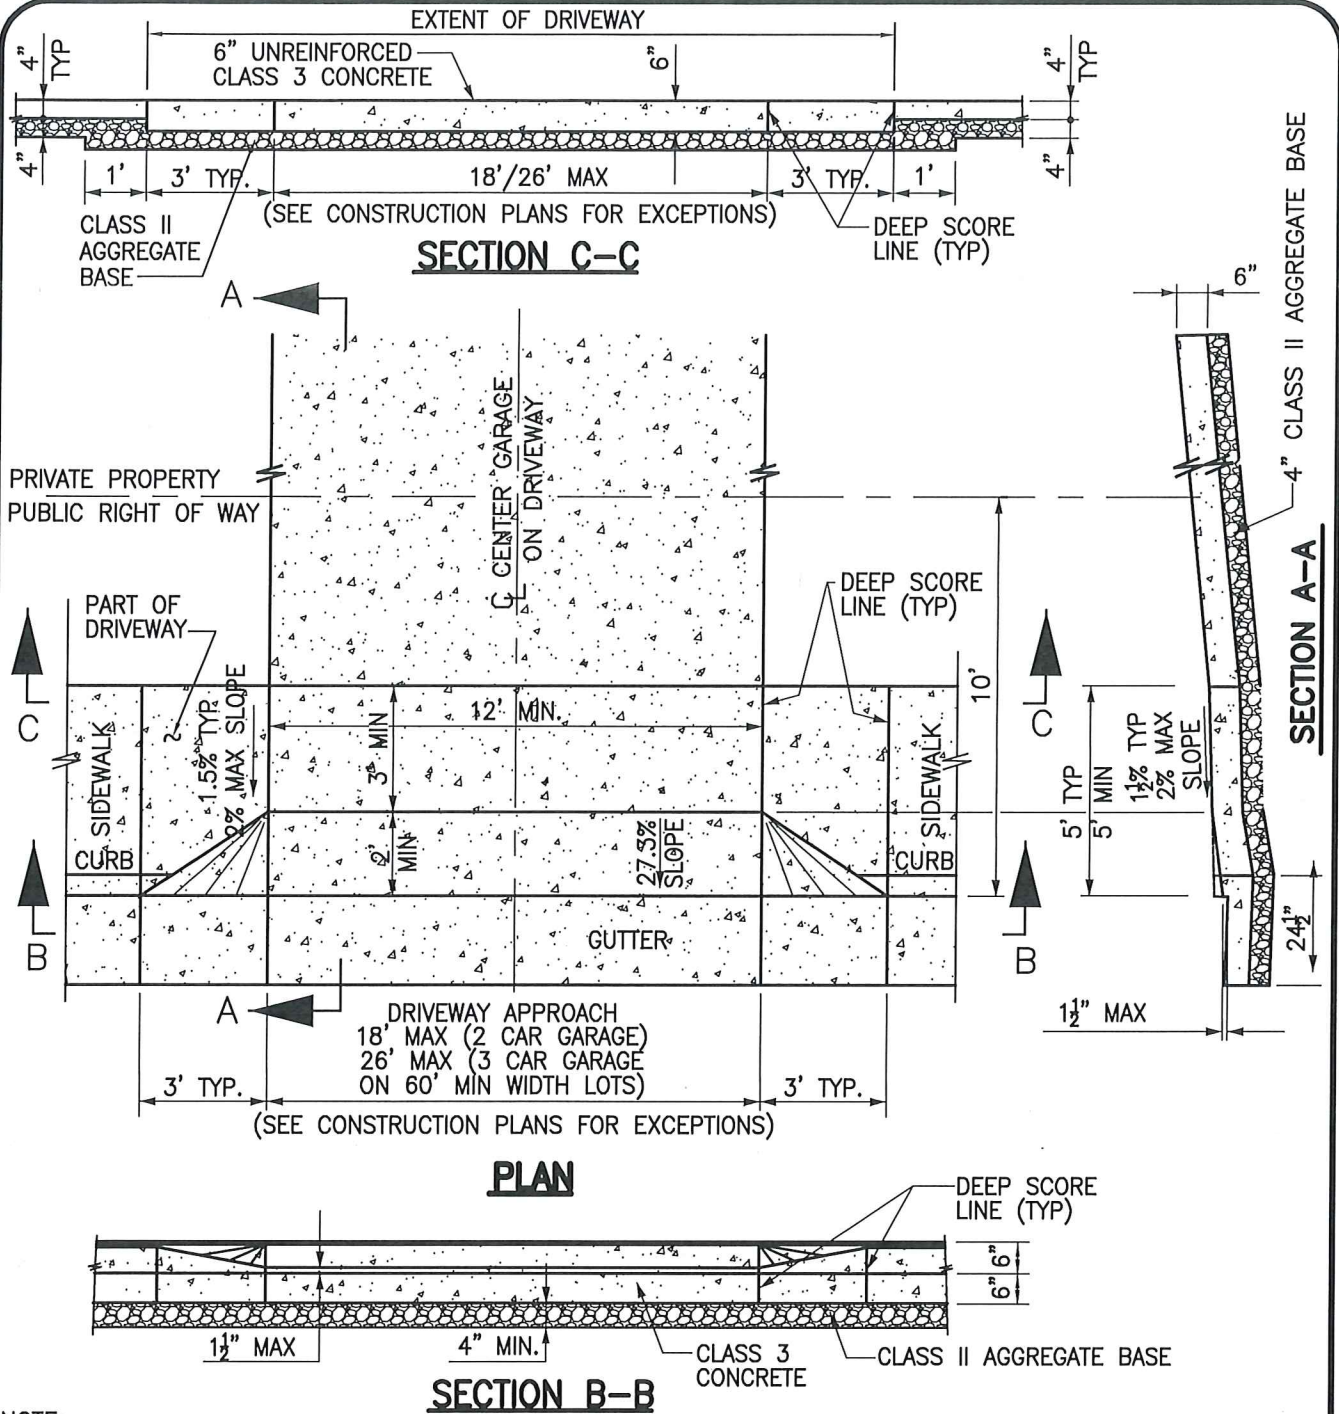 EXTENT OF DRIVEWAY
4" TYP
6" UNREINFORCED
CLASS 3 CONCRETE
6"
4" TYP
4"
1'
3' TYP.
18'/26' MAX
3' TYP.
1'
4"
(SEE CONSTRUCTION PLANS FOR EXCEPTIONS)
CLASS II
AGGREGATE
BASE
DEEP SCORE
LINE (TYP)
SECTION C-C
A
6"
4" CLASS II AGGREGATE BASE
CENTER GARAGE
ON DRIVEWAY
PRIVATE PROPERTY
PUBLIC RIGHT OF WAY
PART OF
DRIVEWAY
DEEP SCORE
LINE (TYP)
10'
SECTION A-A
C
C
SIDEWALK
1.5% TYP.
2% MAX SLOPE
12' MIN.
3' MIN
SIDEWALK
5' TYP
5' MIN
1½% TYP
2% MAX
SLOPE
CURB
2' MIN
27.3%
SLOPE
CURB
B
B
GUTTER
24½"
A
1½" MAX
DRIVEWAY APPROACH
18' MAX (2 CAR GARAGE)
26' MAX (3 CAR GARAGE
ON 60' MIN WIDTH LOTS)
3' TYP.
3' TYP.
(SEE CONSTRUCTION PLANS FOR EXCEPTIONS)
PLAN
DEEP SCORE
LINE (TYP)
6"
6"
1½" MAX
4" MIN.
CLASS 3
CONCRETE
CLASS II AGGREGATE BASE
SECTION B-B